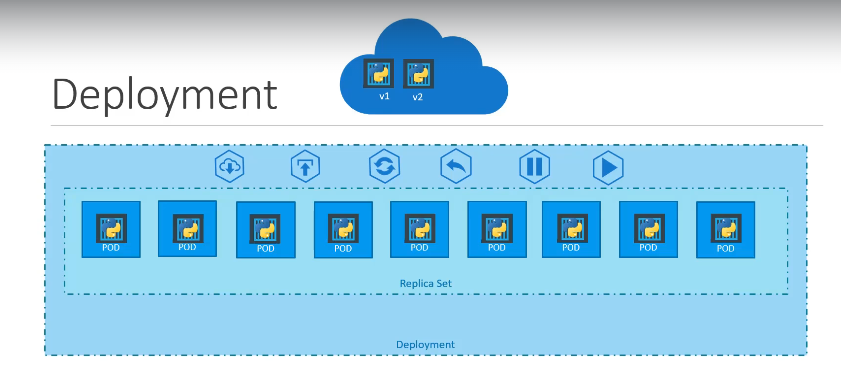 Deployment
v1 v2
POD POD POD POD POD POD POD POD POD
Replica Set
Deployment